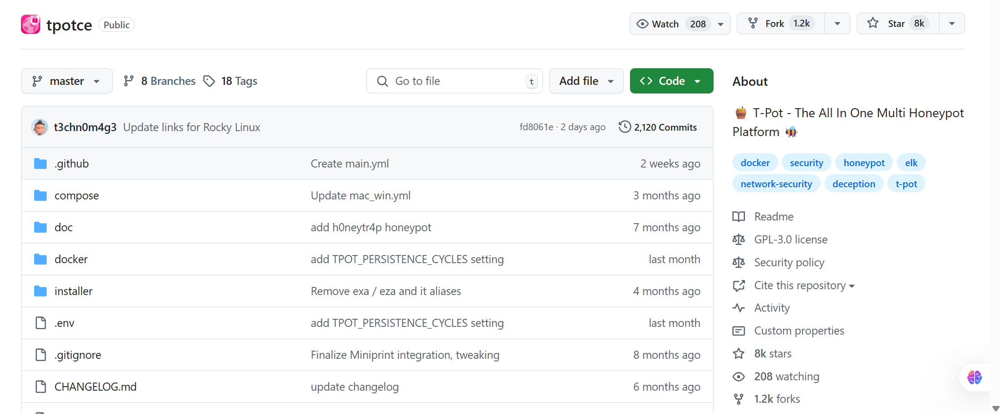 tpotce Public Watch 208 Fork 1.2k Star 8k
master 8 Branches 18 Tags Go to file t Add file Code
About
T-Pot - The All In One Multi Honeypot
Platform
docker security honeypot elk
network-security deception t-pot
Readme
GPL-3.0 license
Security policy
Cite this repository
Activity
Custom properties
8k stars
208 watching
1.2k forks
t3chn0m4g3 Update links for Rocky Linux fd8061e · 2 days ago 2,120 Commits
.github Create main.yml 2 weeks ago
compose Update mac_win.yml 3 months ago
doc add h0neytr4p honeypot 7 months ago
docker add TPOT_PERSISTENCE_CYCLES setting last month
installer Remove exa / eza and it aliases 4 months ago
.env add TPOT_PERSISTENCE_CYCLES setting last month
.gitignore Finalize Miniprint integration, tweaking 8 months ago
CHANGELOG.md update changelog 6 months ago